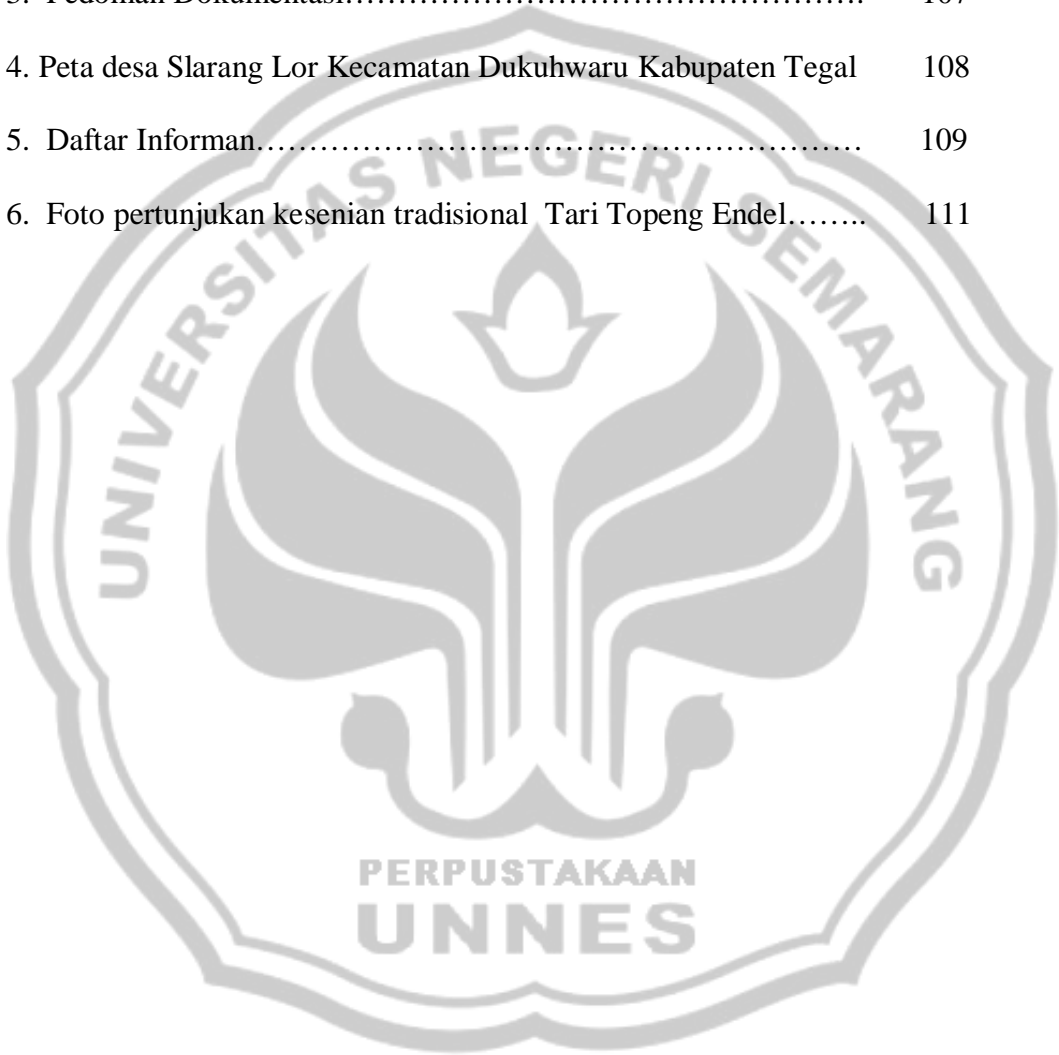 3. Pedoman Dokumentasi…………………………………………. 107
4. Peta desa Slarang Lor Kecamatan Dukuhwaru Kabupaten Tegal 108
5. Daftar Informan………………………………………………… 109
6. Foto pertunjukan kesenian tradisional Tari Topeng Endel…….. 111
UNIVERSITAS NEGERI SEMARANG
PERPUSTAKAAN
UNNES